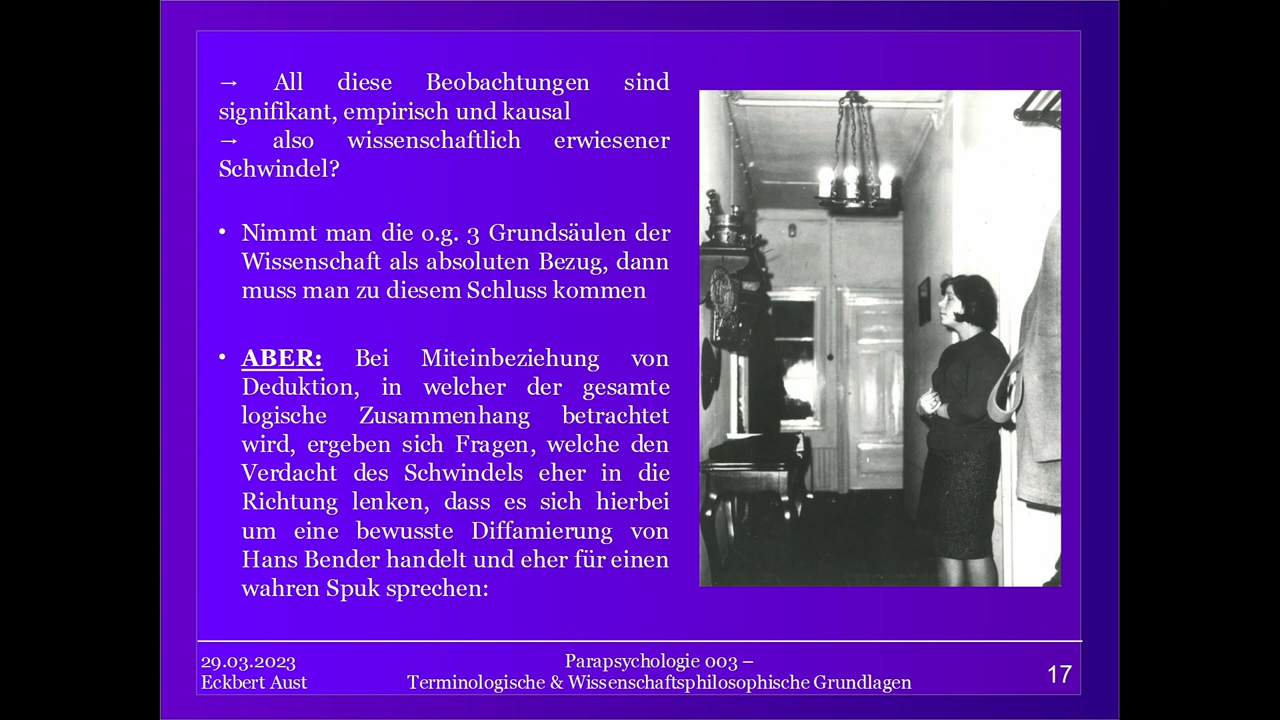 → All diese Beobachtungen sind
signifikant, empirisch und kausal
→ also wissenschaftlich erwiesener
Schwindel?
• Nimmt man die o.g. 3 Grundsäulen der
Wissenschaft als absoluten Bezug, dann
muss man zu diesem Schluss kommen
• ABER: Bei Miteinbeziehung von
Deduktion, in welcher der gesamte
logische Zusammenhang betrachtet
wird, ergeben sich Fragen, welche den
Verdacht des Schwindels eher in die
Richtung lenken, dass es sich hierbei
um eine bewusste Diffamierung von
Hans Bender handelt und eher für einen
wahren Spuk sprechen:
29.03.2023
Eckbert Aust
Parapsychologie 003 –
Terminologische & Wissenschaftsphilosophische Grundlagen
17